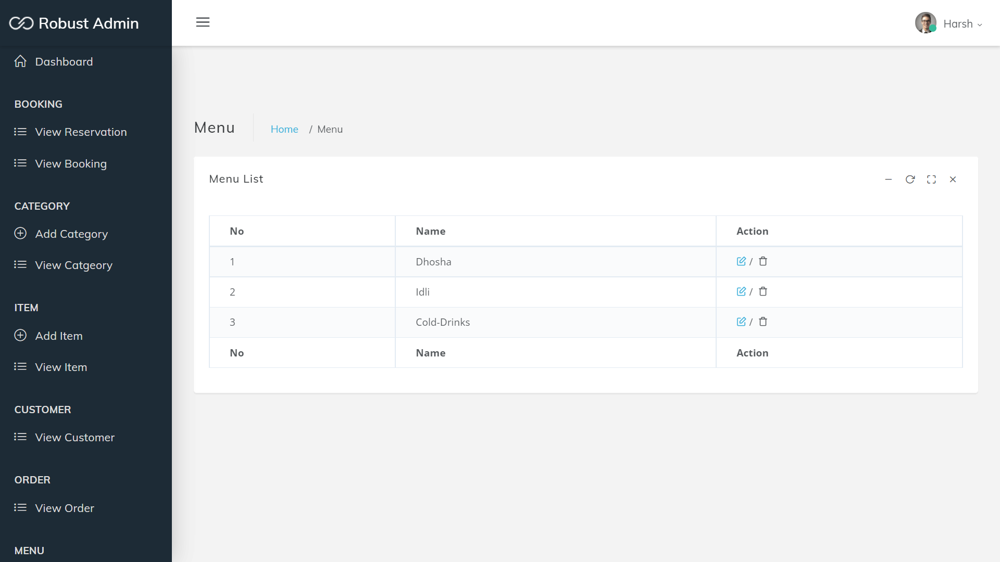 Robust Admin
Harsh
Dashboard
BOOKING
View Reservation
View Booking
CATEGORY
Add Category
View Catgeory
ITEM
Add Item
View Item
CUSTOMER
View Customer
ORDER
View Order
MENU
Menu
Home / Menu
Menu List
No Name Action
1 Dhosha /
2 Idli /
3 Cold-Drinks /
No Name Action